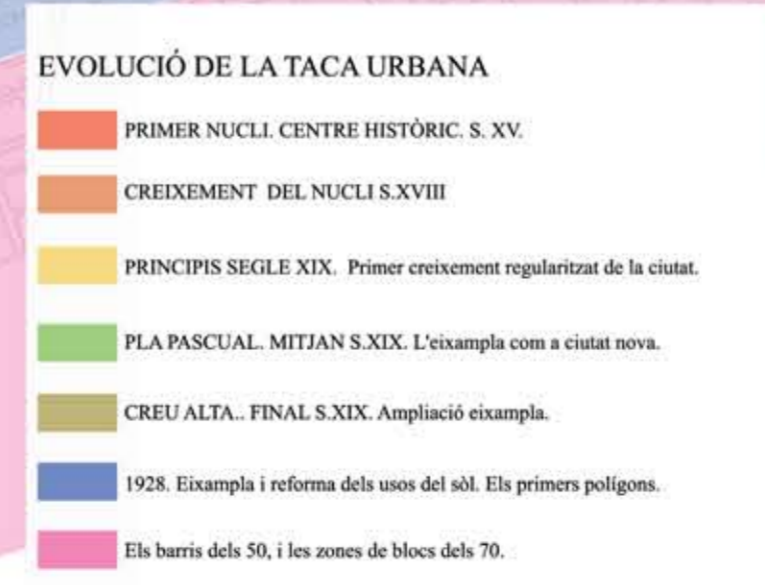 EVOLUCIÓ DE LA TACA URBANA
PRIMER NUCLI. CENTRE HISTÒRIC. S. XV.
CREIXEMENT DEL NUCLI S.XVIII
PRINCIPIS SEGLE XIX. Primer creixement regularitzat de la ciutat.
PLA PASCUAL. MITJAN S.XIX. L'eixampla com a ciutat nova.
CREU ALTA.. FINAL S.XIX. Ampliació eixampla.
1928. Eixampla i reforma dels usos del sòl. Els primers polígons.
Els barris dels 50, i les zones de blocs dels 70.